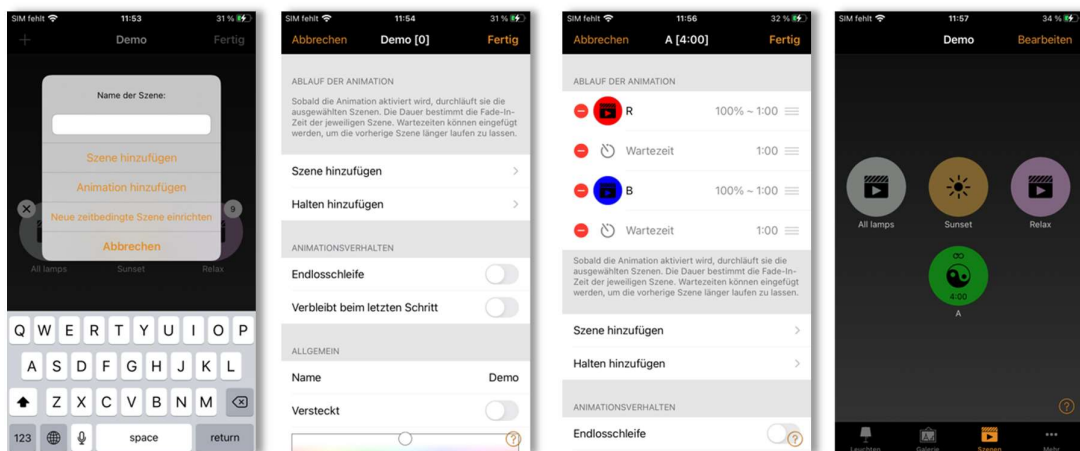 SIM fehlt 11:53 31 %
+ Demo Fertig
Name der Szene:
Szene hinzufügen
Animation hinzufügen
Neue zeitbedingte Szene einrichten
9
Abbrechen
All lamps Sunset Relax
Q W E R T Y U I O P
A S D F G H J K L
Z X C V B N M
123 space return
SIM fehlt 11:54 31 %
Abbrechen Demo [0] Fertig
ABLAUF DER ANIMATION
Sobald die Animation aktiviert wird, durchläuft sie die
ausgewählten Szenen. Die Dauer bestimmt die Fade-In-
Zeit der jeweiligen Szene. Wartezeiten können eingefügt
werden, um die vorherige Szene länger laufen zu lassen.
Szene hinzufügen
Halten hinzufügen
ANIMATIONSVERHALTEN
Endlosschleife
Verbleibt beim letzten Schritt
ALLGEMEIN
Name Demo
Versteckt
?
SIM fehlt 11:56 32 %
Abbrechen A [4:00] Fertig
ABLAUF DER ANIMATION
R 100% ~ 1:00
Wartezeit 1:00
B 100% ~ 1:00
Wartezeit 1:00
Sobald die Animation aktiviert wird, durchläuft sie die
ausgewählten Szenen. Die Dauer bestimmt die Fade-In-
Zeit der jeweiligen Szene. Wartezeiten können eingefügt
werden, um die vorherige Szene länger laufen zu lassen.
Szene hinzufügen
Halten hinzufügen
ANIMATIONSVERHALTEN
Endlosschleife
?
SIM fehlt 11:57 34 %
Demo Bearbeiten
All lamps Sunset Relax
∞
4:00
A
?
Leuchten Galerie Szenen Mehr